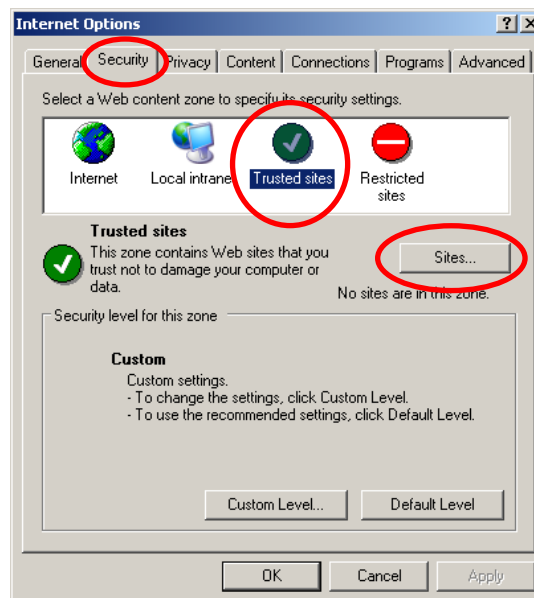 Internet Options
General Security Privacy Content Connections Programs Advanced
Select a Web content zone to specify its security settings.
Internet Local intrane Trusted sites Restricted
sites
Trusted sites
This zone contains Web sites that you
trust not to damage your computer or
data.
Sites...
No sites are in this zone.
Security level for this zone
Custom
Custom settings.
- To change the settings, click Custom Level.
- To use the recommended settings, click Default Level.
Custom Level... Default Level
OK Cancel Apply